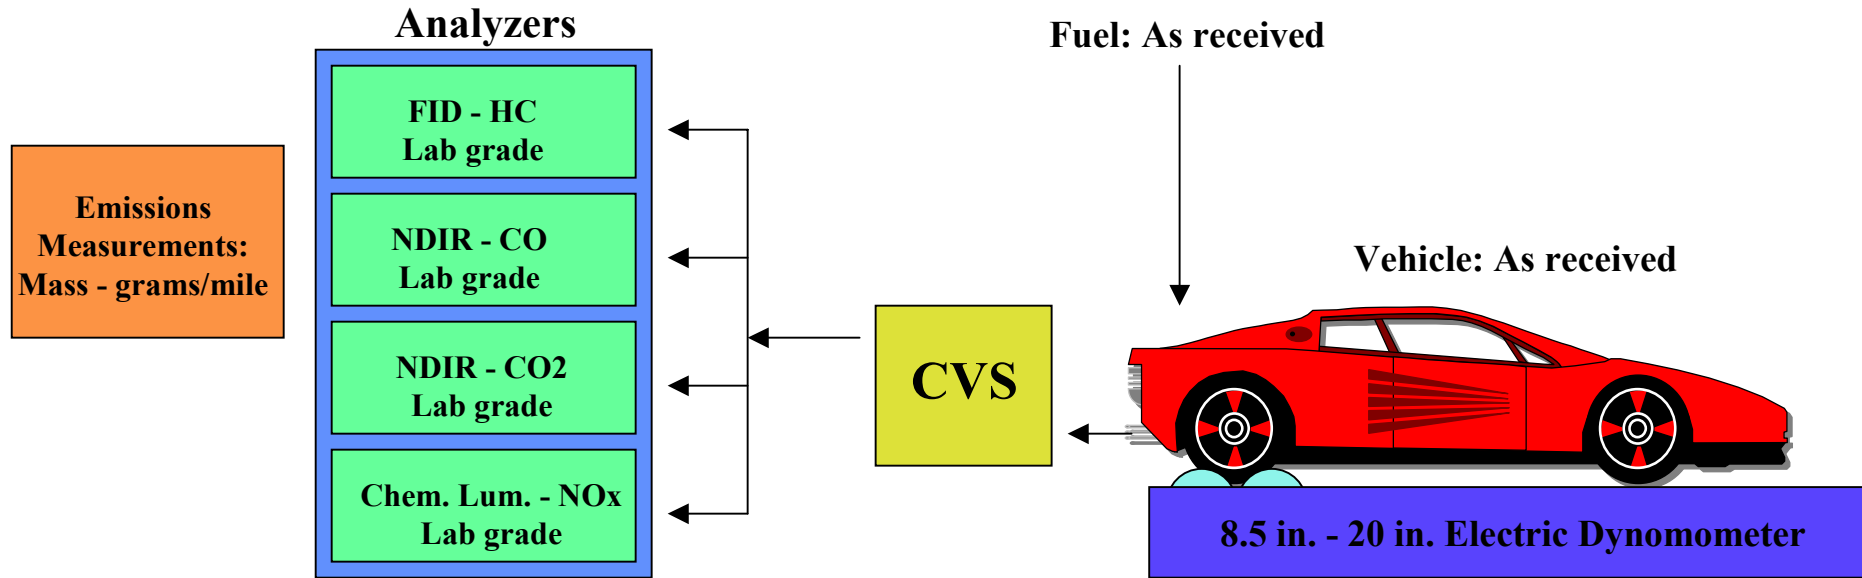 Analyzers
FID - HC
Lab grade
NDIR - CO
Lab grade
NDIR - CO2
Lab grade
Chem. Lum. - NOx
Lab grade
Emissions
Measurements:
Mass - grams/mile
CVS
Fuel: As received
Vehicle: As received
8.5 in. - 20 in. Electric Dynomometer